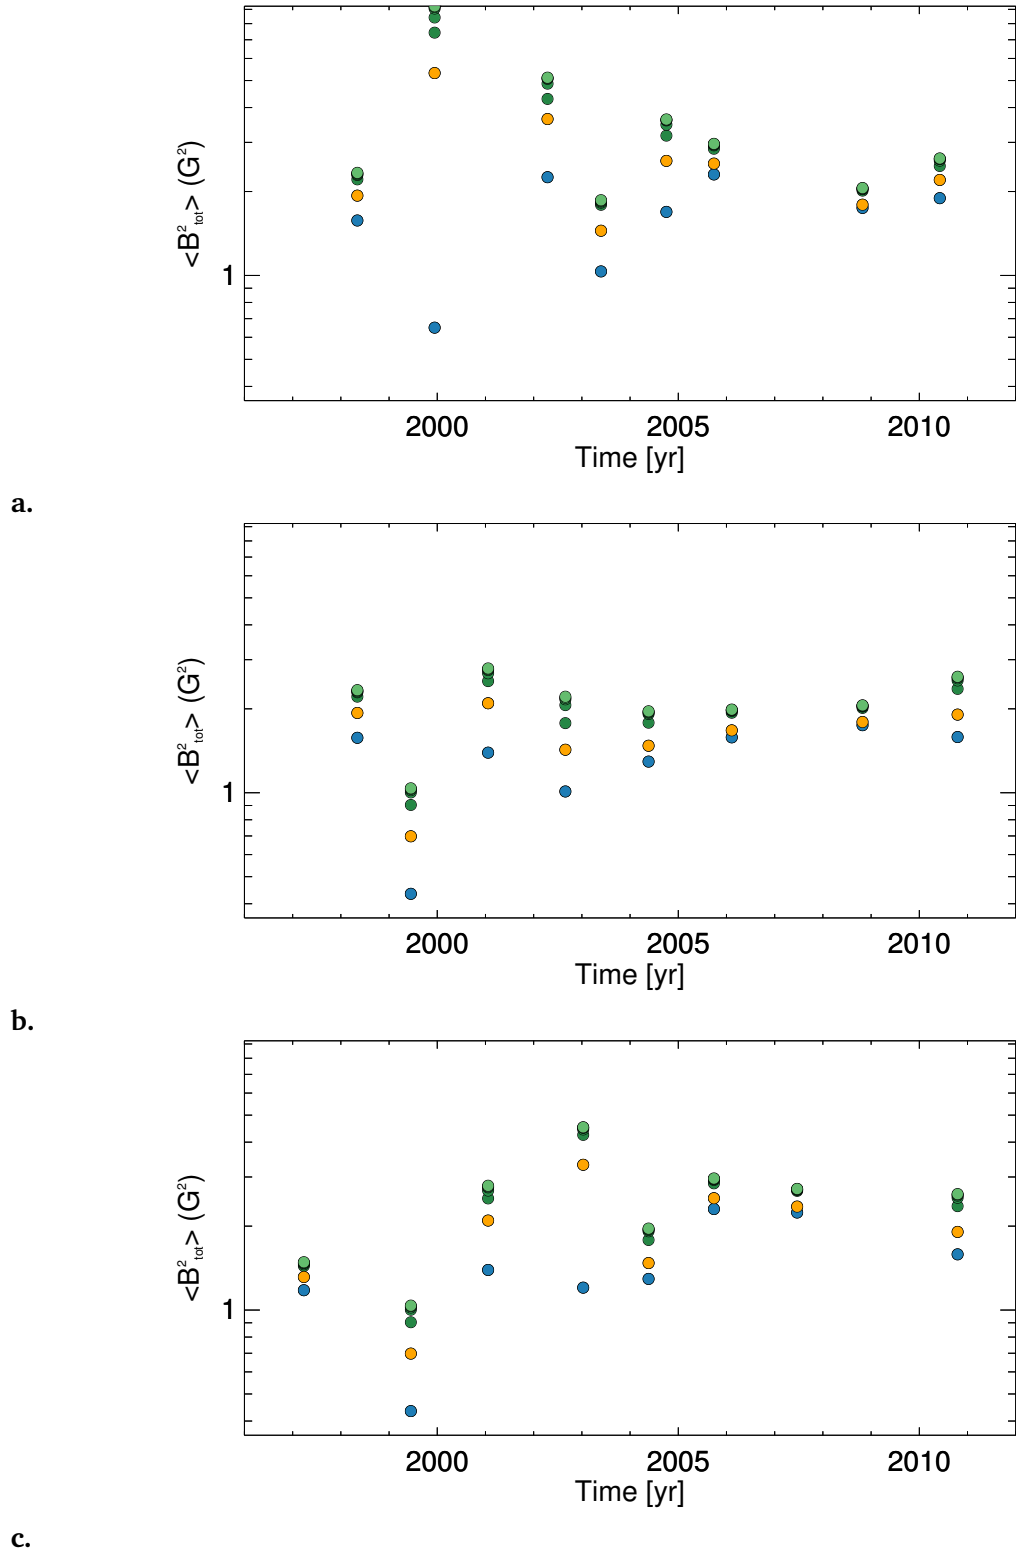 <B²tot> (G²)
1
2000 2005 2010
Time [yr]
a.
<B²tot> (G²)
1
2000 2005 2010
Time [yr]
b.
<B²tot> (G²)
1
2000 2005 2010
Time [yr]
c.